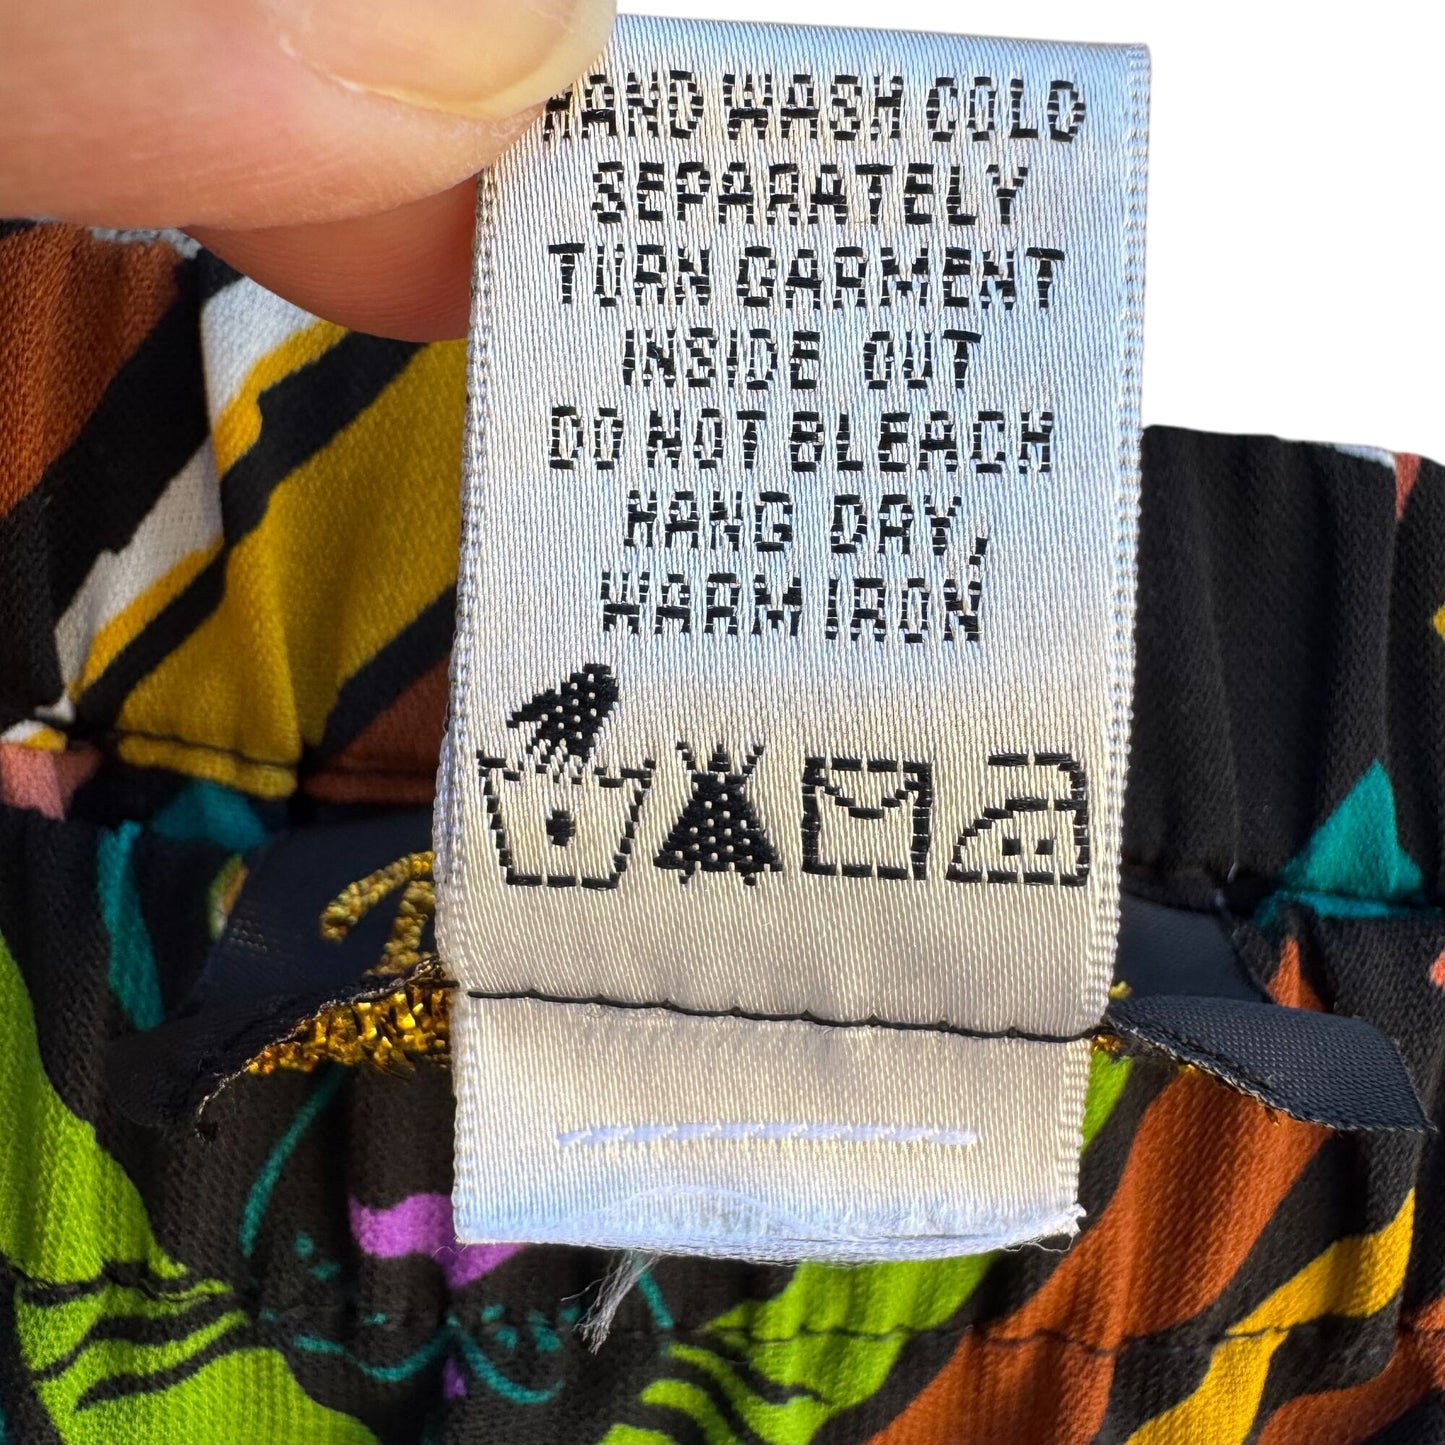 HAND WASH COLD
SEPARATELY
TURN GARMENT
INSIDE OUT
DO NOT BLEACH
HANG DRY,
WARM IRON